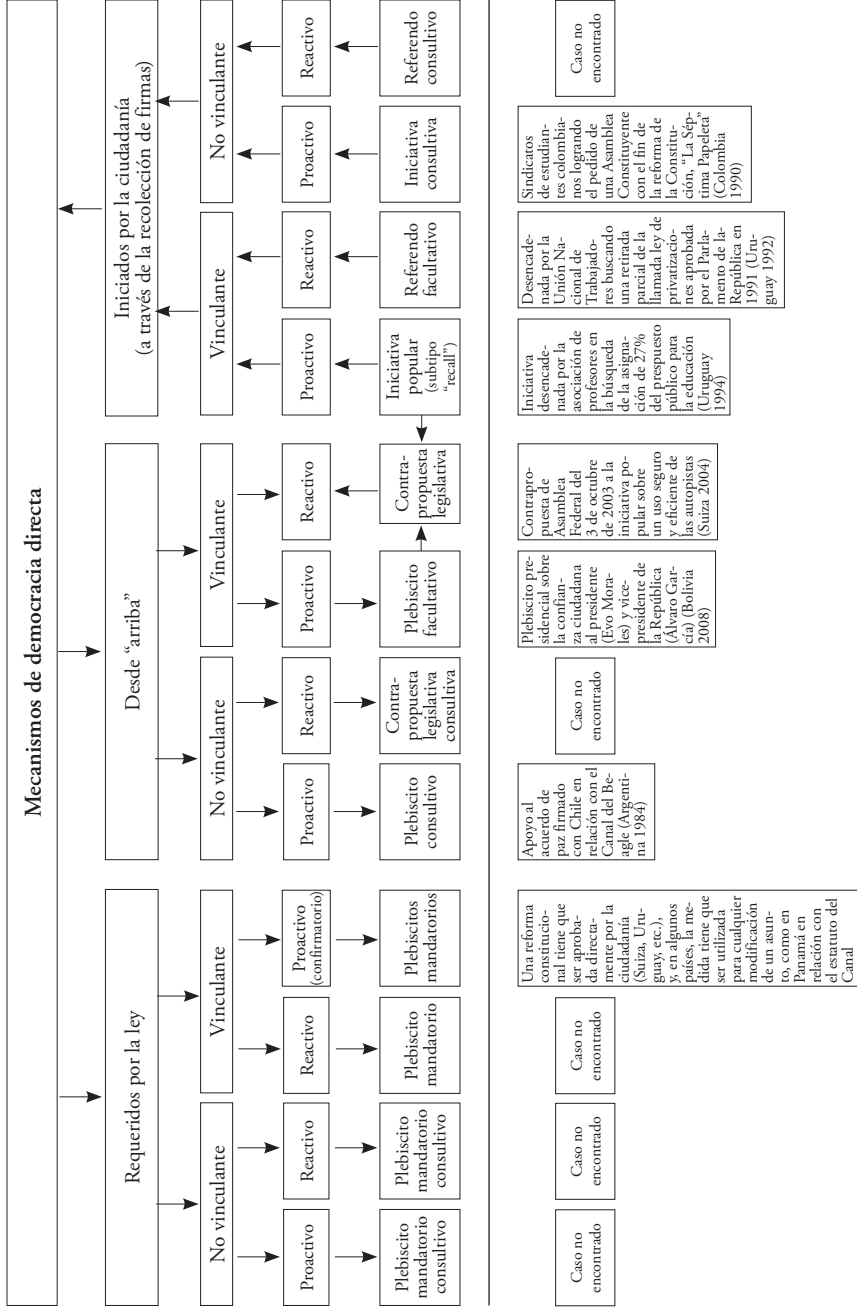 Mecanismos de democracia directa
Requeridos por la ley
Desde “arriba”
Iniciados por la ciudadanía
(a través de la recolección de firmas)
No vinculante
Vinculante
No vinculante
Vinculante
Vinculante
No vinculante
Proactivo
Reactivo
Reactivo
Proactivo
(confirmatorio)
Proactivo
Reactivo
Proactivo
Reactivo
Proactivo
Reactivo
Proactivo
Reactivo
Plebiscito
mandatorio
consultivo
Plebiscito
mandatorio
consultivo
Plebiscito
mandatorio
Plebiscitos
mandatorios
Plebiscito
consultivo
Contra-
propuesta
legislativa
consultiva
Plebiscito
facultativo
Contra-
propuesta
legislativa
Iniciativa
popular
(subtipo
“recall”)
Referendo
facultativo
Iniciativa
consultiva
Referendo
consultivo
Caso no
encontrado
Caso no
encontrado
Caso no
encontrado
Una reforma
constitucio-
nal tiene que
ser aproba-
da directa-
mente por la
ciudadanía
(Suiza, Uru-
guay, etc.),
y, en algunos
países, la me-
dida tiene que
ser utilizada
para cualquier
modificación
de un asun-
to, como en
Panamá en
relación con
el estatuto del
Canal
Apoyo al
acuerdo de
paz firmado
con Chile en
relación con el
Canal del Be-
agle (Argenti-
na 1984)
Caso no
encontrado
Plebiscito pre-
sidencial sobre
la confian-
za ciudadana
al presidente
(Evo Mora-
les) y vice-
presidente de
la República
(Álvaro Gar-
cía) (Bolivia
2008)
Contrapro-
puesta de
Asamblea
Federal del
3 de octubre
de 2003 a la
iniciativa po-
pular sobre
un uso seguro
y eficiente de
las autopistas
(Suiza 2004)
Iniciativa
desencade-
nada por la
asociación de
profesores en
la búsqueda
de la asigna-
ción de 27%
del prespuesto
público para
la educación
(Uruguay
1994)
Desencade-
nada por la
Unión Na-
cional de
Trabajado-
res buscando
una retirada
parcial de la
llamada ley de
privatizacio-
nes aprobada
por el Parla-
mento de la-
República en
1991 (Uru-
guay 1992)
Sindicatos
de estudian-
tes colombia-
nos logrando
el pedido de
una Asamblea
Constituyente
con el fin de
la reforma de
la Constitu-
ción, “La Sép-
tima Papeleta”
(Colombia
1990)
Caso no
encontrado